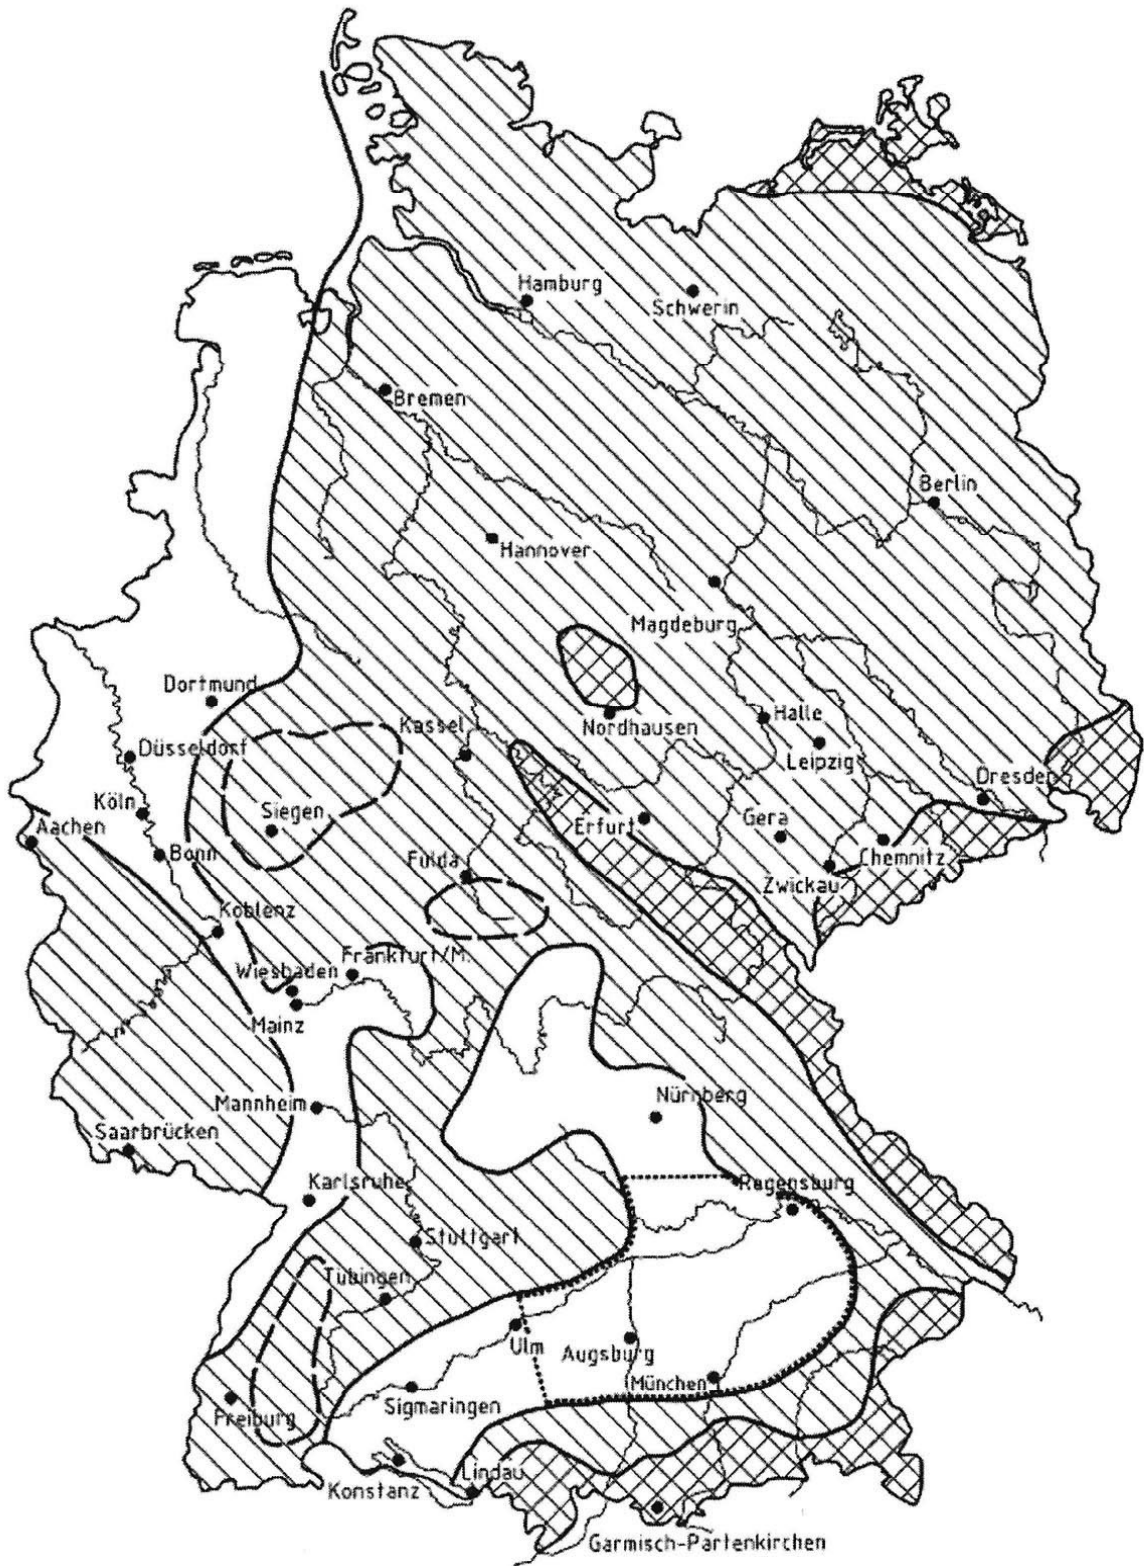 Hamburg
Schwerin
Bremen
Berlin
Hannover
Magdeburg
Dortmund
Kassel
Nordhausen
Halle
Düsseldorf
Leipzig
Dresden
Köln
Siegen
Erfurt
Gera
Aachen
Bonn
Fulda
Chemnitz
Zwickau
Koblenz
Frankfurt/M.
Wiesbaden
Mainz
Mannheim
Nürnberg
Saarbrücken
Karlsruhe
Regensburg
Stuttgart
Tübingen
Ulm
Augsburg
München
Freiburg
Sigmaringen
Lindau
Konstanz
Garmisch-Partenkirchen